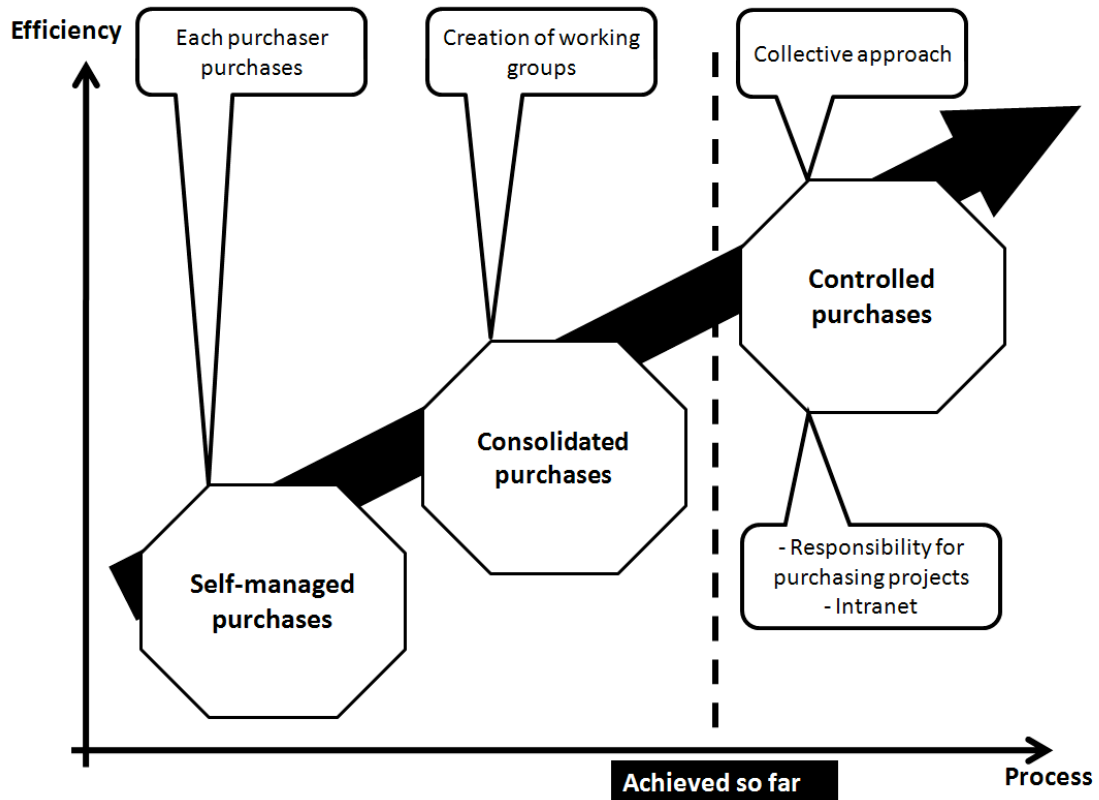 Efficiency
Each purchaser
purchases
Creation of working
groups
Collective approach
Controlled
purchases
Consolidated
purchases
- Responsibility for
purchasing projects
- Intranet
Self-managed
purchases
Achieved so far
Process